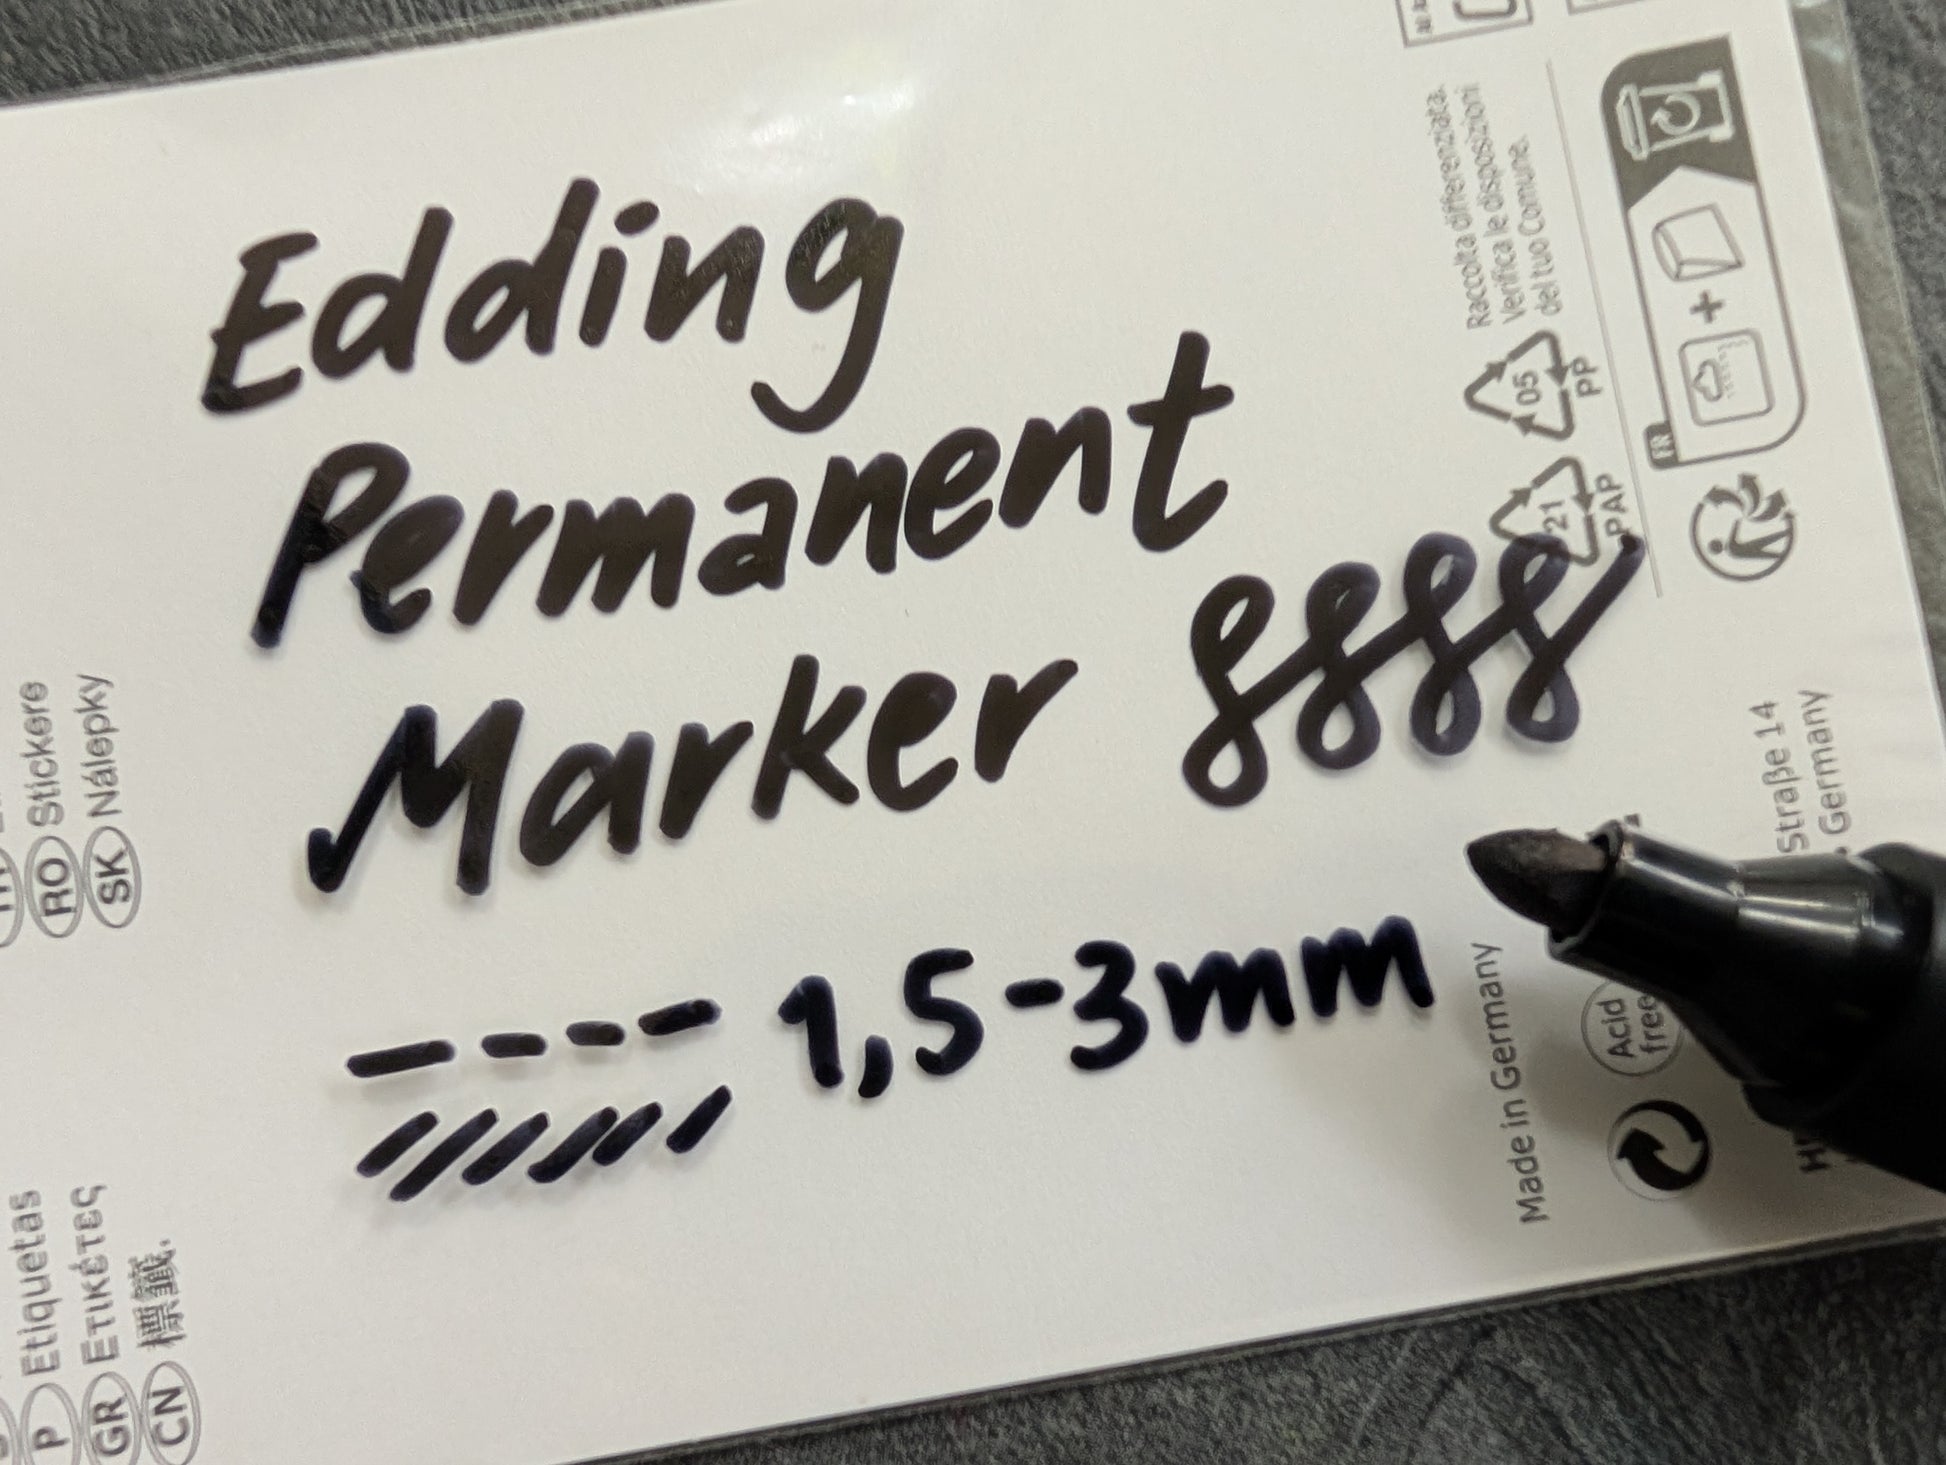 Edding
Permanent
Marker
1,5-3mm
RO Stickere
SK Nálepky
P Etiquetas
GR Ετικέτες
CN 標籤.
Raccolta differenziata.
Verifica le disposizioni
del tuo Comune.
05
PP
21
PAP
FR
Straße 14
Germany
Made in Germany
Acid
free